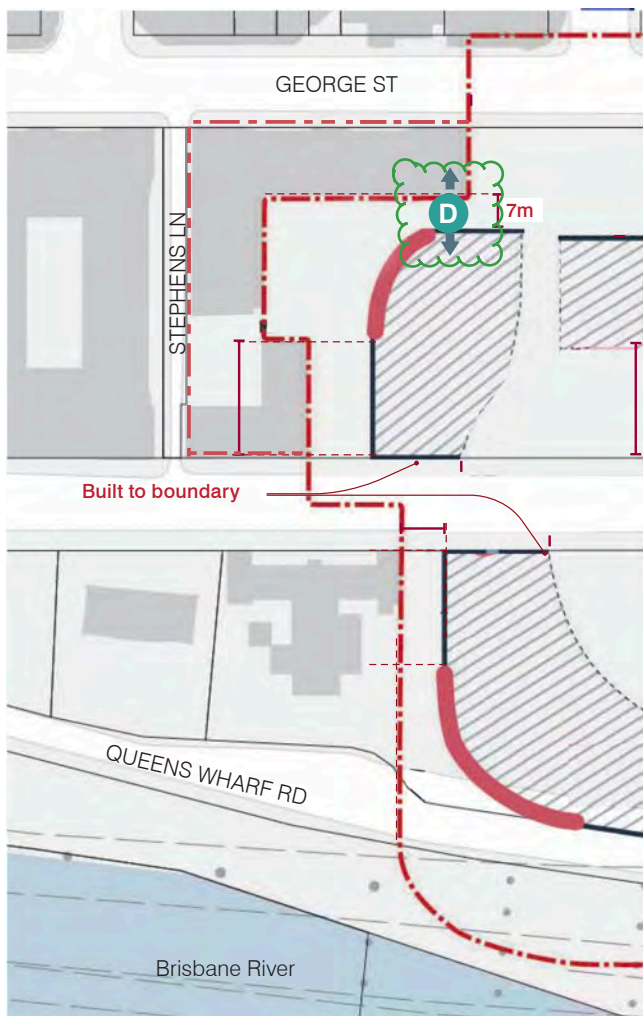 GEORGE ST
D
7m
STEPHENS LN
Built to boundary
QUEENS WHARF RD
Brisbane River